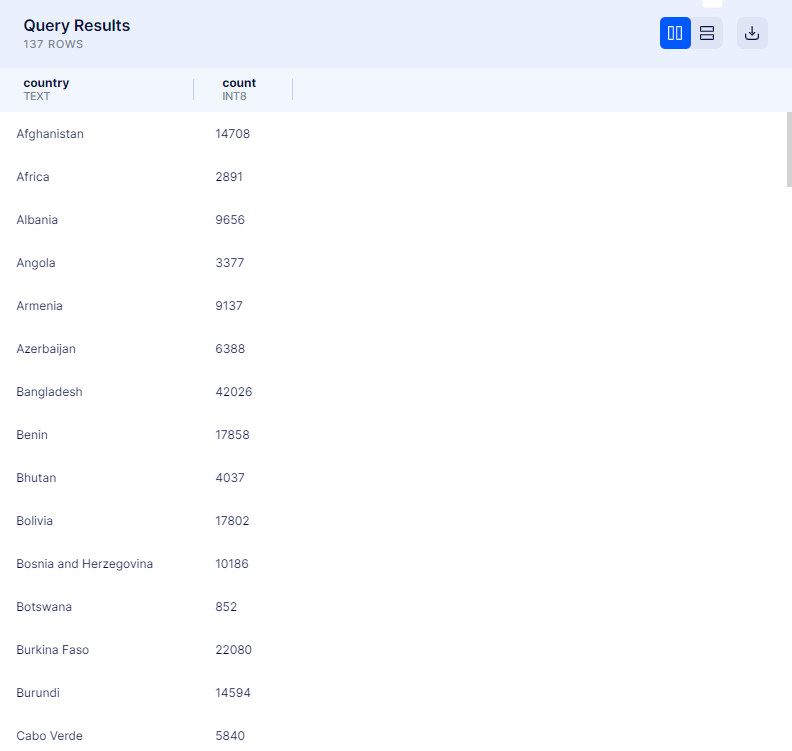 Query Results
137 ROWS
country count
TEXT INT8
Afghanistan 14708
Africa 2891
Albania 9656
Angola 3377
Armenia 9137
Azerbaijan 6388
Bangladesh 42026
Benin 17858
Bhutan 4037
Bolivia 17802
Bosnia and Herzegovina 10186
Botswana 852
Burkina Faso 22080
Burundi 14594
Cabo Verde 5840